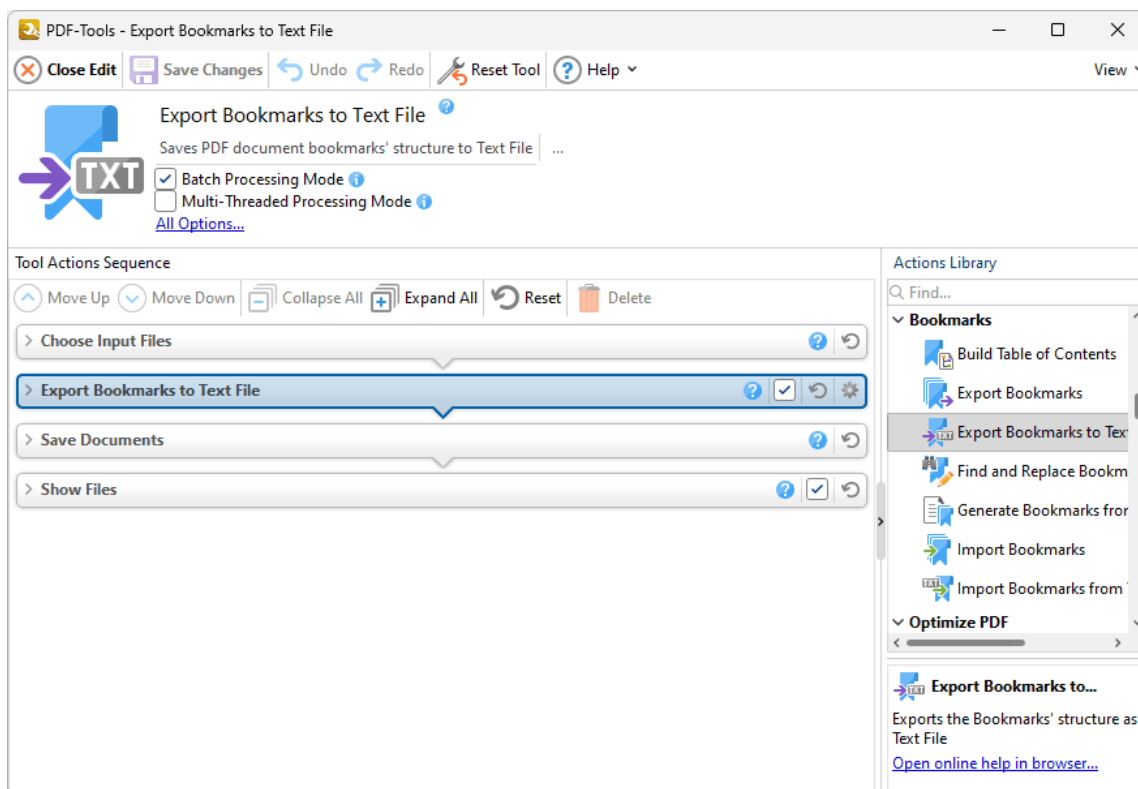 PDF-Tools - Export Bookmarks to Text File
Close Edit Save Changes Undo Redo Reset Tool ? Help View
Export Bookmarks to Text File ?
Saves PDF document bookmarks' structure to Text File ...
TXT
Batch Processing Mode i
Multi-Threaded Processing Mode i
All Options...
Tool Actions Sequence
Move Up Move Down Collapse All Expand All Reset Delete
Choose Input Files ?
Export Bookmarks to Text File ?
Save Documents ?
Show Files ?
Actions Library
Find...
Bookmarks
Build Table of Contents
Export Bookmarks
TXT Export Bookmarks to Tex
Find and Replace Bookm
Generate Bookmarks from
Import Bookmarks
TXT Import Bookmarks from
Optimize PDF
TXT Export Bookmarks to...
Exports the Bookmarks' structure as
Text File
Open online help in browser...